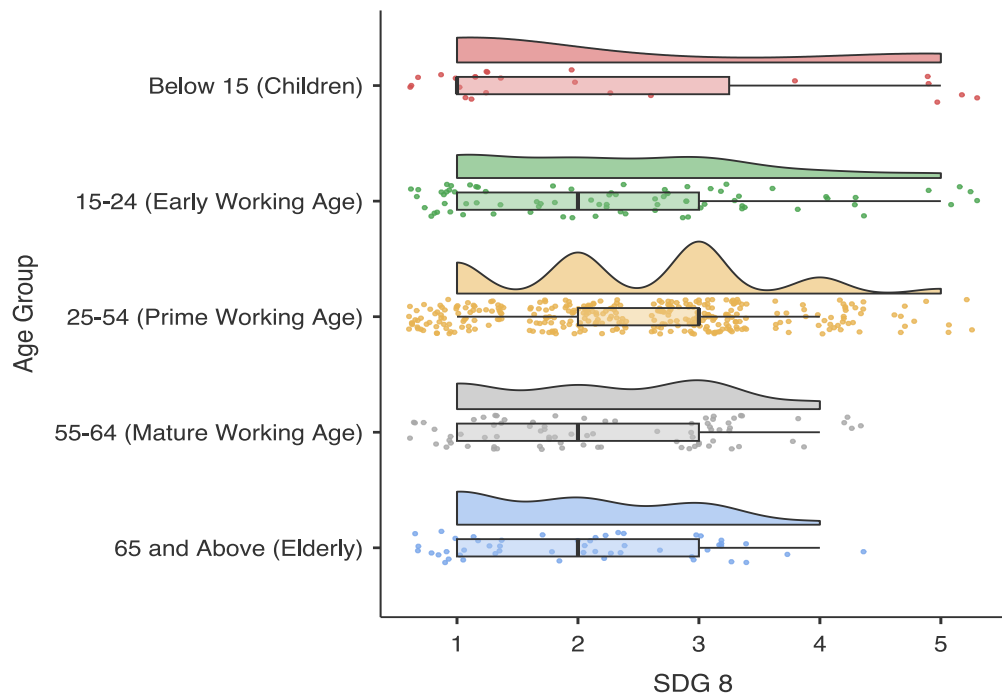 Below 15 (Children)
15-24 (Early Working Age)
25-54 (Prime Working Age)
55-64 (Mature Working Age)
65 and Above (Elderly)
Age Group
1 2 3 4 5
SDG 8